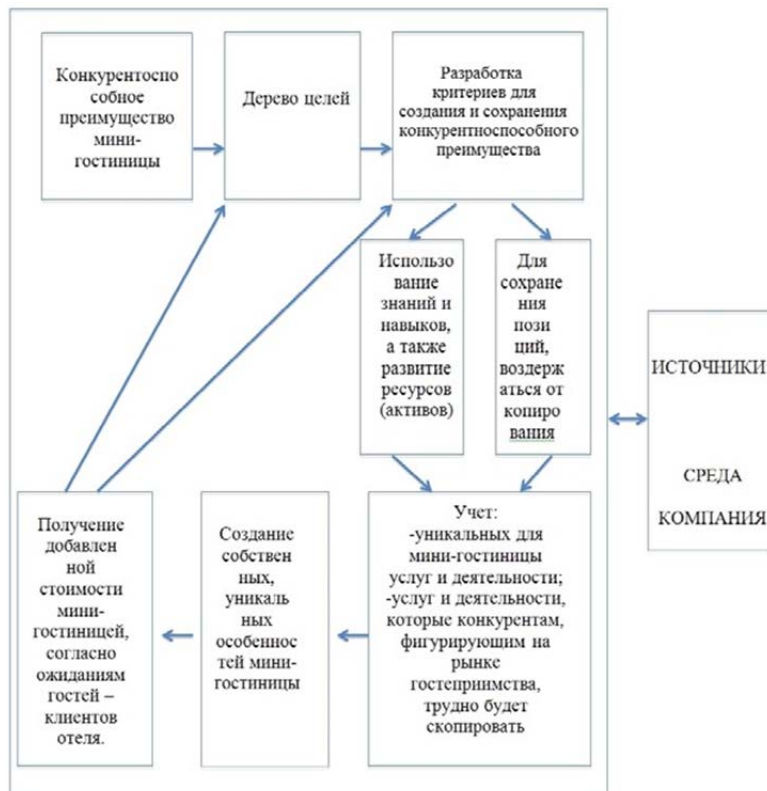 Конкурентоспо
собное
преимущество
мини-
гостиницы
Дерево целей
Разработка
критериев для
создания и сохранения
конкурентноспособного
преимущества
Использо
вание
знаний и
навыков,
а также
развитие
ресурсов
(активов)
Для
сохране
ния
пози
ций,
воздерж
аться от
копиро
вания
ИСТОЧНИКИ
СРЕДА
КОМПАНИЯ
Получение
добавлен
ной
стоимости
мини-
гостиницей,
согласно
ожиданиям
гостей –
клиентов
отеля.
Создание
собствен
ных,
уникаль
ных
особеннос
тей мини-
гостиницы
Учет:
-уникальных для
мини-гостиницы
услуг и деятельности;
-услуг и деятельности,
которые конкурентам,
фигурирующим на
рынке
гостеприимства,
трудно будет
скопировать